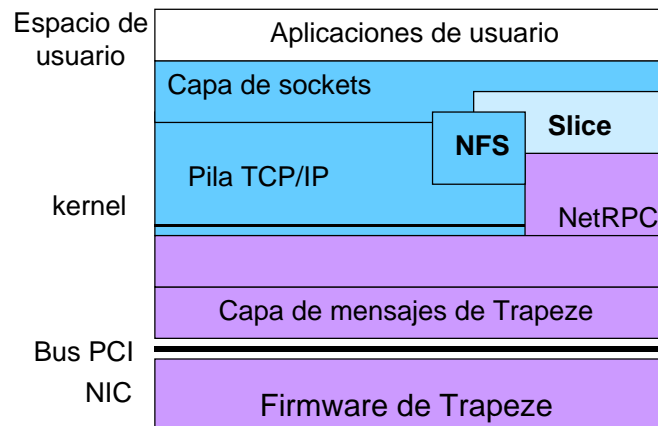 Espacio de
usuario
Aplicaciones de usuario
Capa de sockets
Slice
NFS
Pila TCP/IP
kernel
NetRPC
Capa de mensajes de Trapeze
Bus PCI
NIC
Firmware de Trapeze